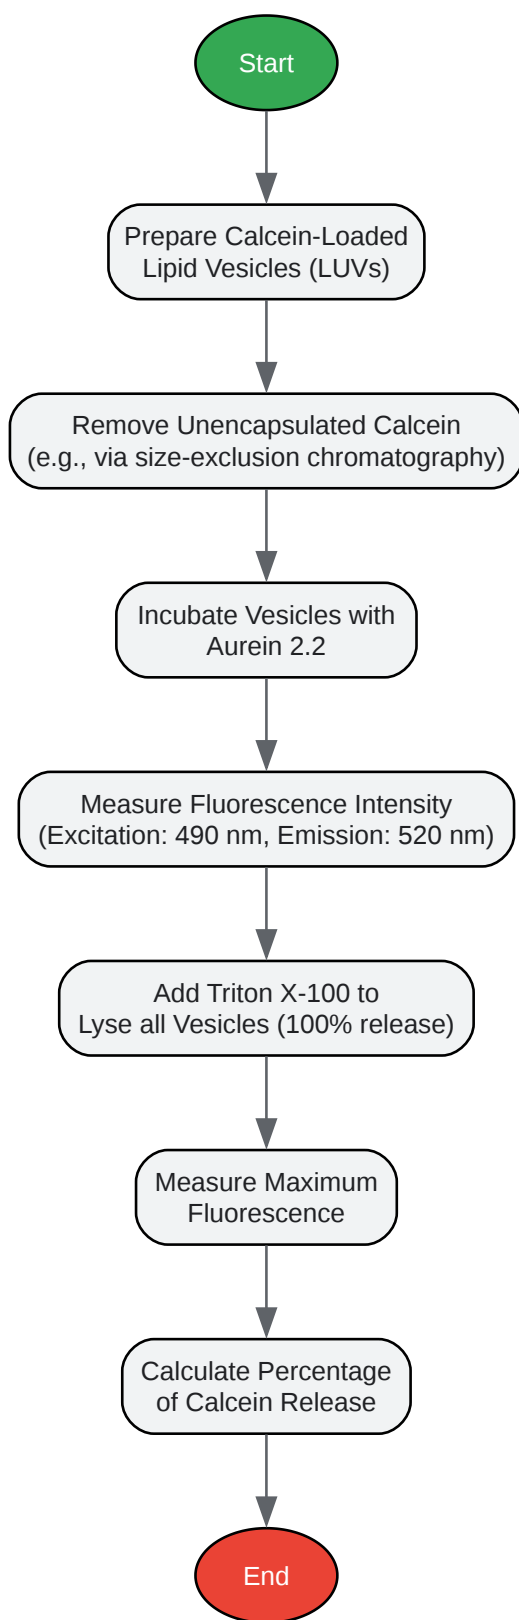 Start
Prepare Calcein-Loaded
Lipid Vesicles (LUVs)
Remove Unencapsulated Calcein
(e.g., via size-exclusion chromatography)
Incubate Vesicles with
Aurein 2.2
Measure Fluorescence Intensity
(Excitation: 490 nm, Emission: 520 nm)
Add Triton X-100 to
Lyse all Vesicles (100% release)
Measure Maximum
Fluorescence
Calculate Percentage
of Calcein Release
End